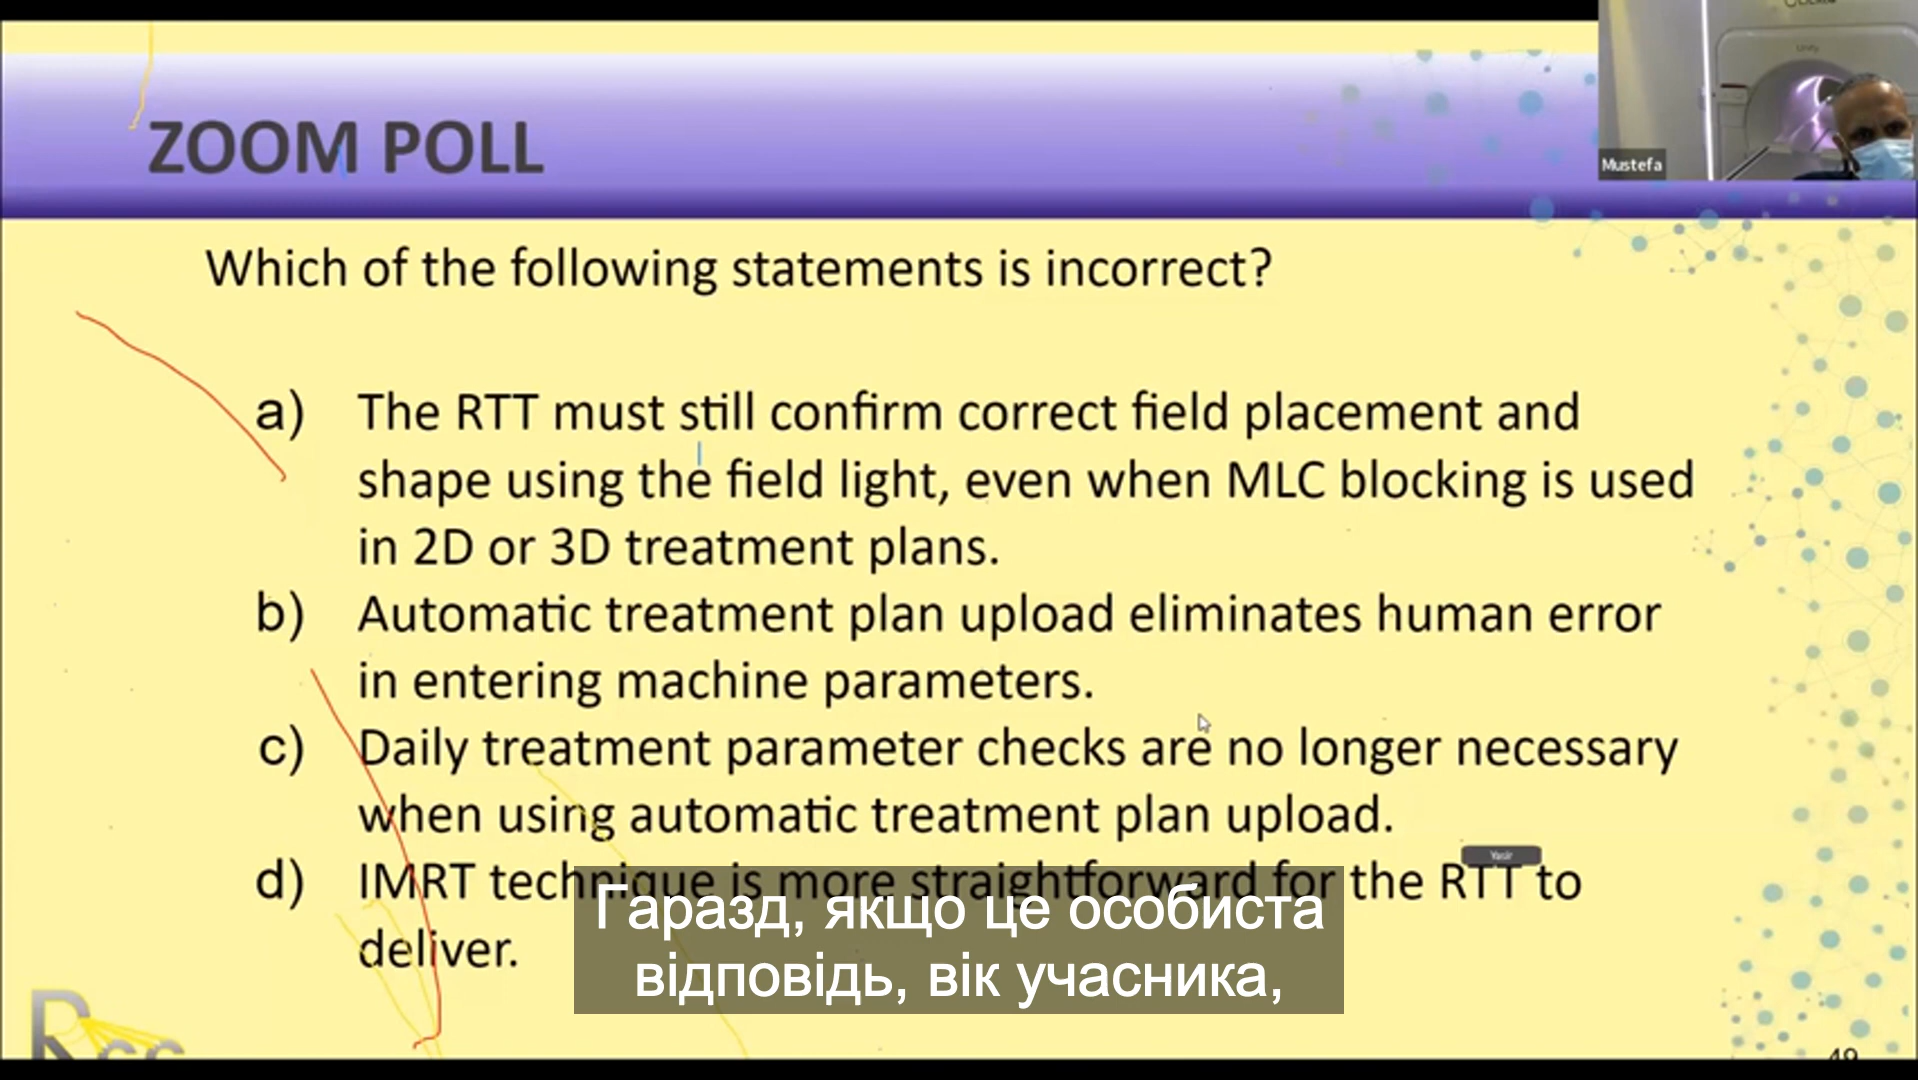 ZOOM POLL
Mustefa
Unity
Which of the following statements is incorrect?
a) The RTT must still confirm correct field placement and
shape using the field light, even when MLC blocking is used
in 2D or 3D treatment plans.
b) Automatic treatment plan upload eliminates human error
in entering machine parameters.
c) Daily treatment parameter checks are no longer necessary
when using automatic treatment plan upload.
Yasir
d) IMRT technique is more straightforward for the RTT to
deliver.
Гаразд, якщо це особиста
відповідь, вік учасника,
49